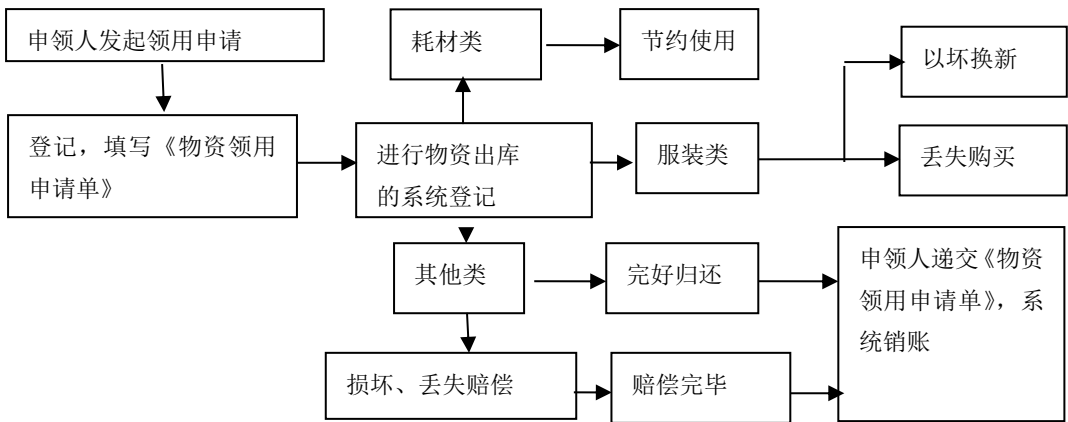 申领人发起领用申请
耗材类
节约使用
以坏换新
登记，填写《物资领用
申请单》
进行物资出库
的系统登记
服装类
丢失购买
其他类
完好归还
申领人递交《物资
领用申请单》，系
统销账
损坏、丢失赔偿
赔偿完毕